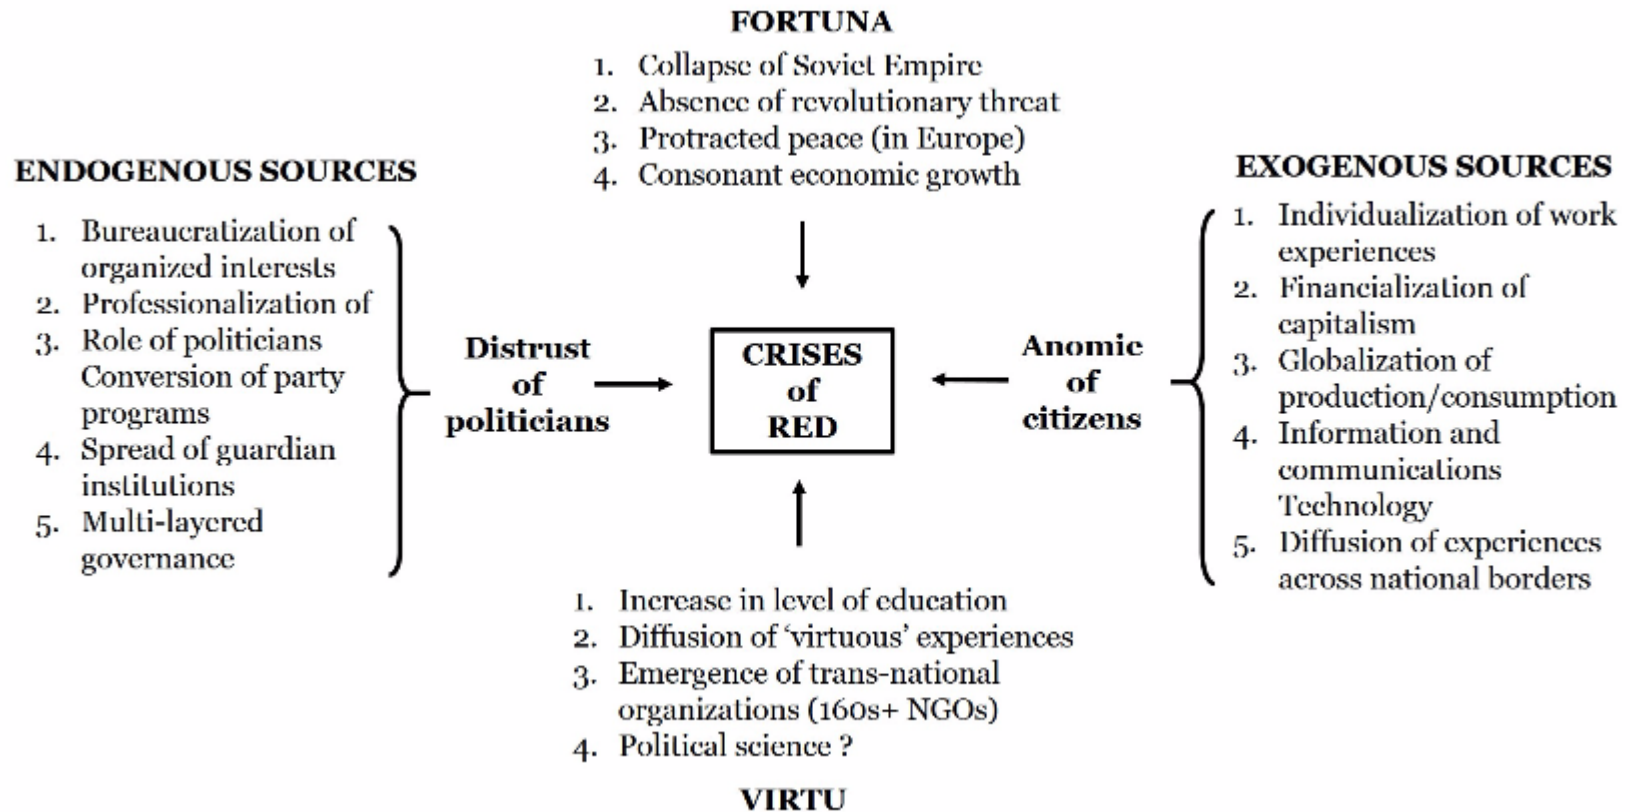 FORTUNA
1. Collapse of Soviet Empire
2. Absence of revolutionary threat
3. Protracted peace (in Europe)
4. Consonant economic growth
ENDOGENOUS SOURCES
1. Bureaucratization of
organized interests
2. Professionalization of
3. Role of politicians
Conversion of party
programs
4. Spread of guardian
institutions
5. Multi-layered
governance
Distrust
of
politicians
CRISES
of
RED
Anomic
of
citizens
EXOGENOUS SOURCES
1. Individualization of work
experiences
2. Financialization of
capitalism
3. Globalization of
production/consumption
4. Information and
communications
Technology
5. Diffusion of experiences
across national borders
1. Increase in level of education
2. Diffusion of ‘virtuous’ experiences
3. Emergence of trans-national
organizations (160s+ NGOs)
4. Political science ?
VIRTU